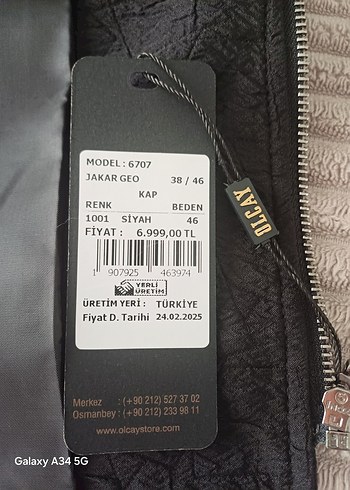 MODEL : 6707
JAKAR GEO 38 / 46
KAP
RENK BEDEN
1001 SİYAH 46
FİYAT : 6.999,00 TL
1 907925 463974
YERLİ
ÜRETİM
ÜRETİM YERİ : TÜRKİYE
Fiyat D. Tarihi 24.02.2025
Merkez : (+90 212) 527 37 02
Osmanbey : (+90 212) 233 98 11
www.olcaystore.com
OLCAY
Galaxy A34 5G